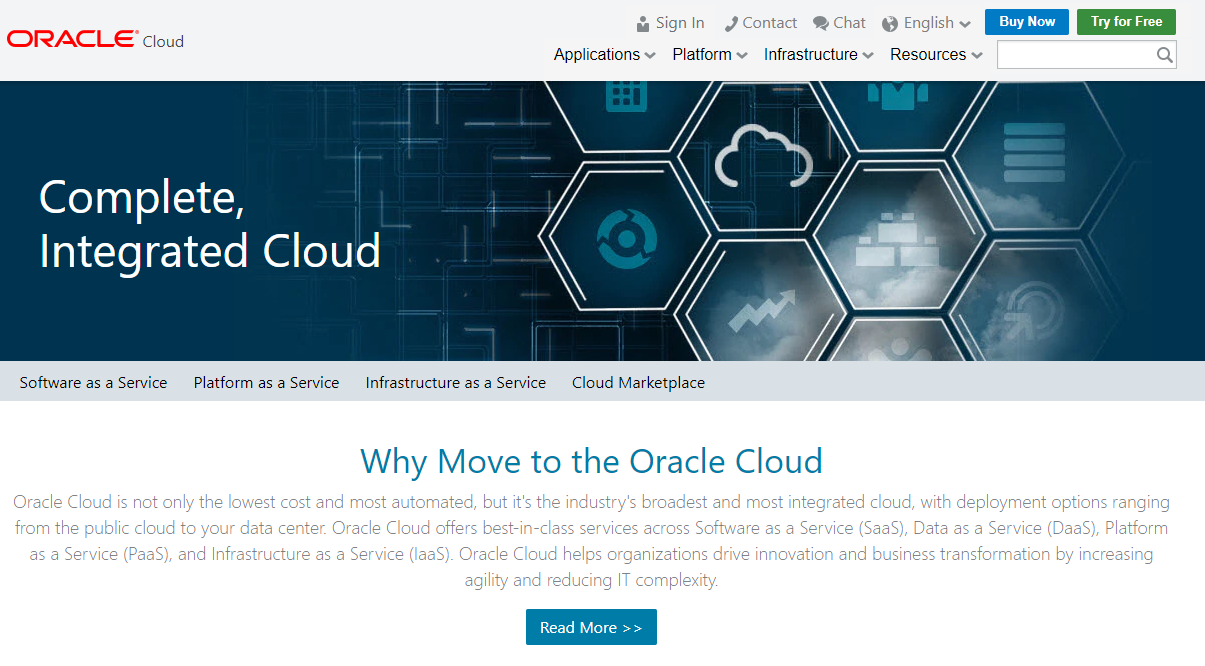 ORACLE Cloud
Sign In Contact Chat English Buy Now Try for Free
Applications Platform Infrastructure Resources
Complete,
Integrated Cloud
Software as a Service Platform as a Service Infrastructure as a Service Cloud Marketplace
Why Move to the Oracle Cloud
Oracle Cloud is not only the lowest cost and most automated, but it's the industry's broadest and most integrated cloud, with deployment options ranging
from the public cloud to your data center. Oracle Cloud offers best-in-class services across Software as a Service (SaaS), Data as a Service (DaaS), Platform
as a Service (PaaS), and Infrastructure as a Service (IaaS). Oracle Cloud helps organizations drive innovation and business transformation by increasing
agility and reducing IT complexity.
Read More >>